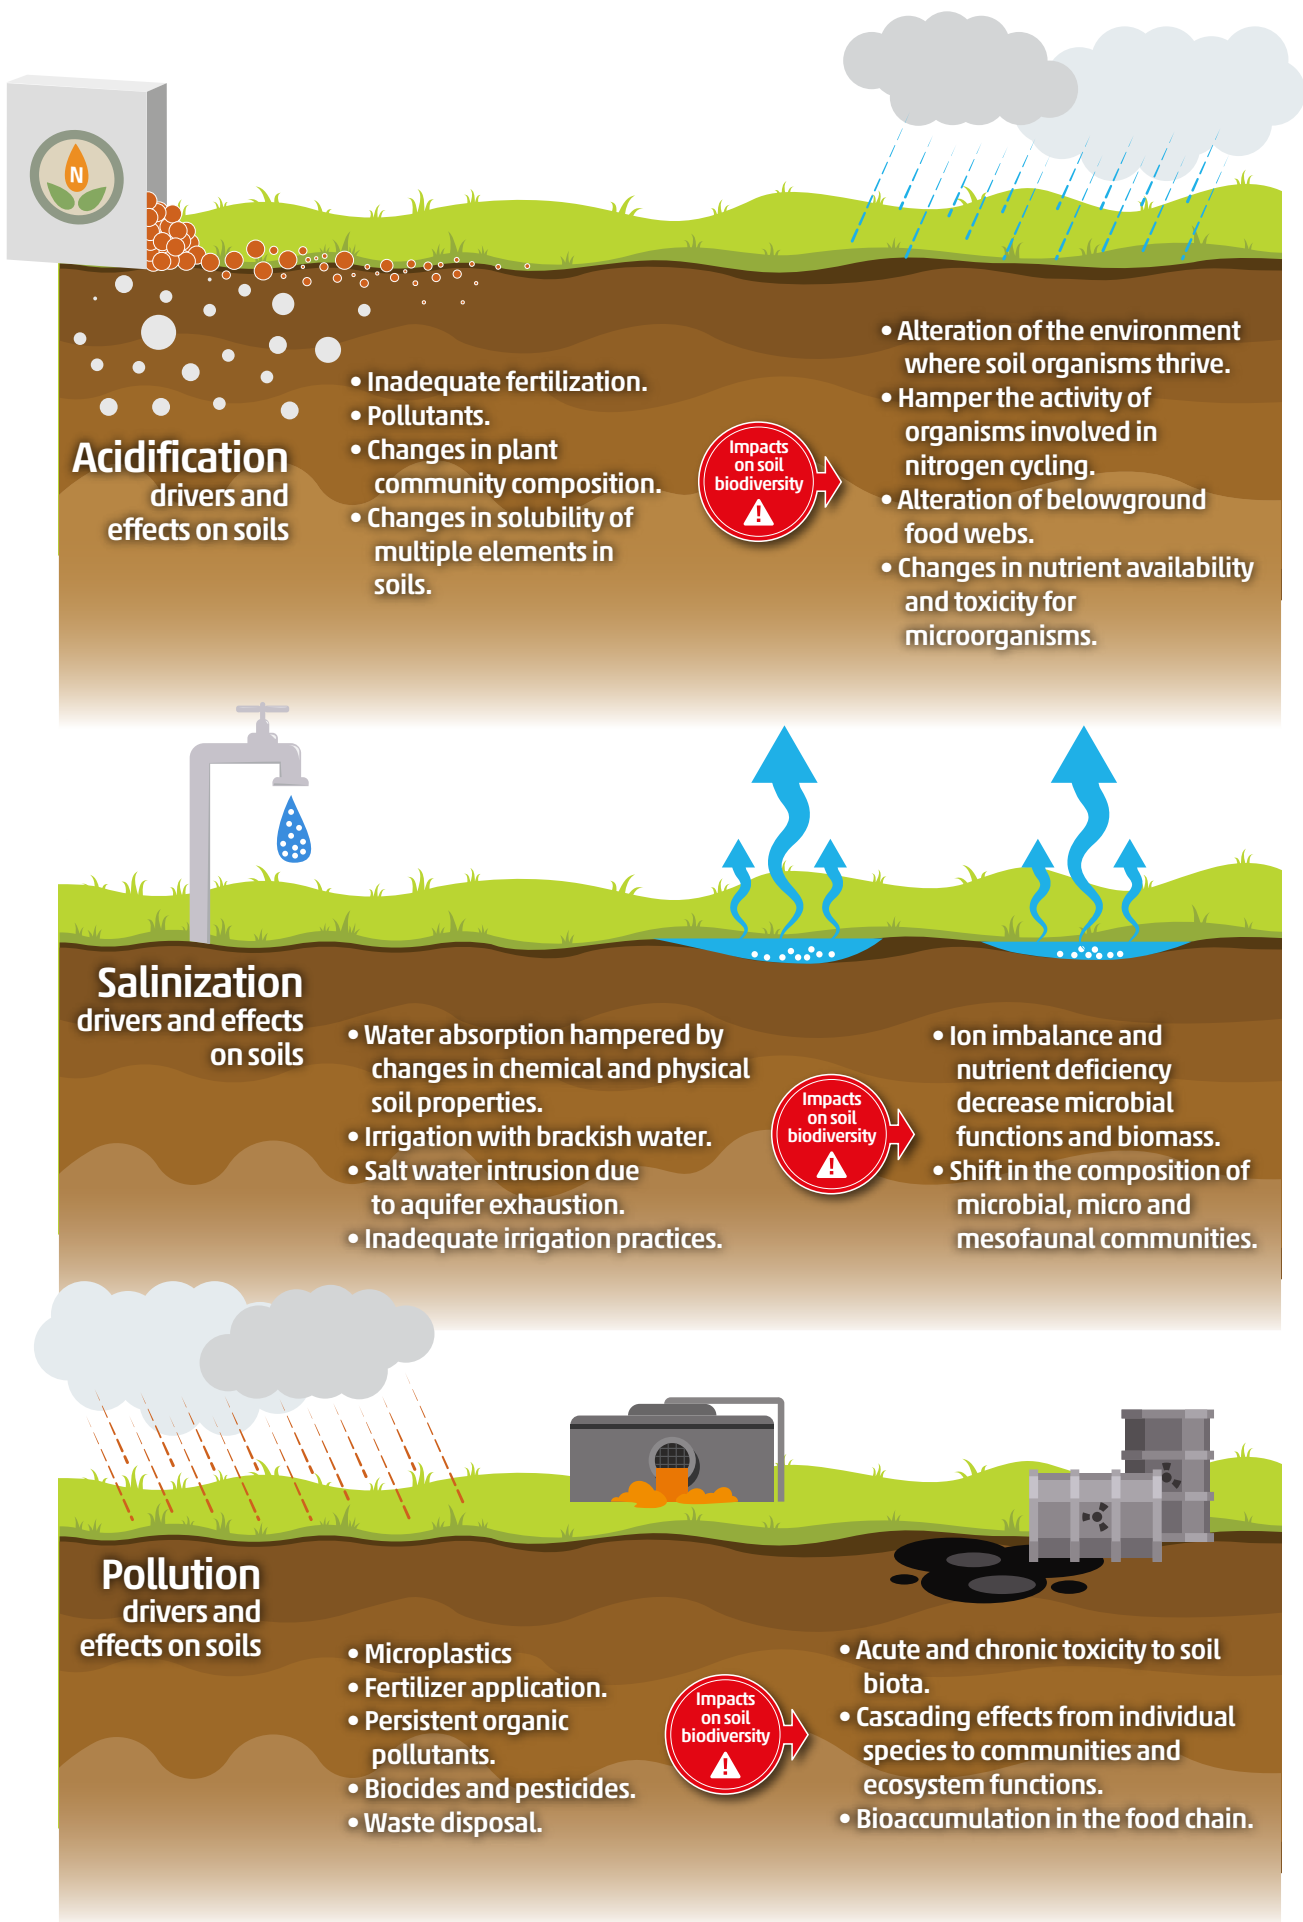 N
Acidification
drivers and
effects on soils
• Inadequate fertilization.
• Pollutants.
• Changes in plant
community composition.
• Changes in solubility of
multiple elements in
soils.
Impacts
on soil
biodiversity
!
• Alteration of the environment
where soil organisms thrive.
• Hamper the activity of
organisms involved in
nitrogen cycling.
• Alteration of belowground
food webs.
• Changes in nutrient availability
and toxicity for
microorganisms.
Salinization
drivers and effects
on soils
• Water absorption hampered by
changes in chemical and physical
soil properties.
• Irrigation with brackish water.
• Salt water intrusion due
to aquifer exhaustion.
• Inadequate irrigation practices.
Impacts
on soil
biodiversity
!
• Ion imbalance and
nutrient deficiency
decrease microbial
functions and biomass.
• Shift in the composition of
microbial, micro and
mesofaunal communities.
Pollution
drivers and
effects on soils
• Microplastics
• Fertilizer application.
• Persistent organic
pollutants.
• Biocides and pesticides.
• Waste disposal.
Impacts
on soil
biodiversity
!
• Acute and chronic toxicity to soil
biota.
• Cascading effects from individual
species to communities and
ecosystem functions.
• Bioaccumulation in the food chain.